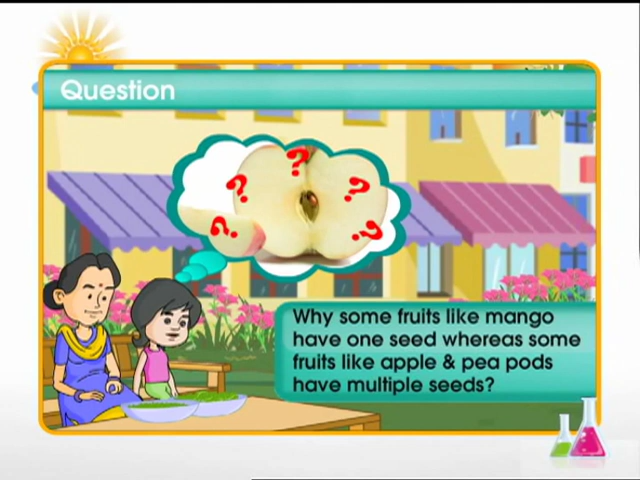 Question
? ? ? ? ?
Why some fruits like mango
have one seed whereas some
fruits like apple & pea pods
have multiple seeds?